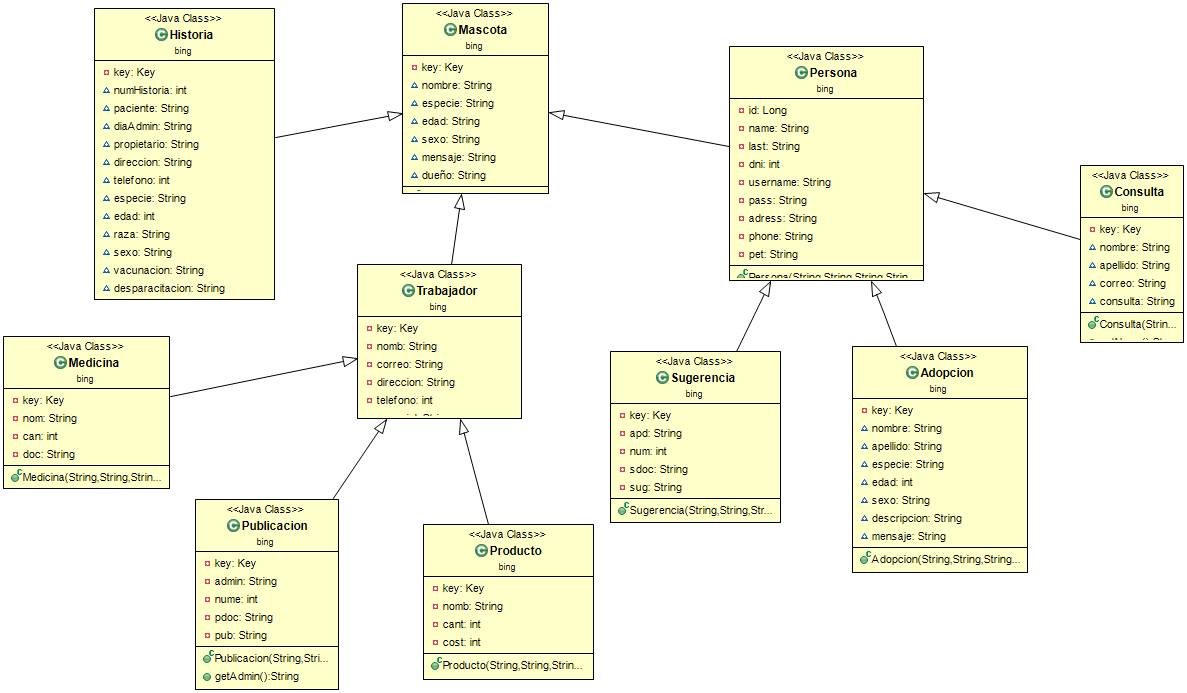 <<Java Class>>
Historia
bing
key: Key
numHistoria: int
paciente: String
diaAdmin: String
propietario: String
direccion: String
telefono: int
especie: String
edad: int
raza: String
sexo: String
vacunacion: String
desparacitacion: String
<<Java Class>>
Mascota
bing
key: Key
nombre: String
especie: String
edad: String
sexo: String
mensaje: String
dueño: String
<<Java Class>>
Persona
bing
id: Long
name: String
last: String
dni: int
username: String
pass: String
adress: String
phone: String
pet: String
Persona(String,String,String,Strin...
<<Java Class>>
Consulta
bing
key: Key
nombre: String
apellido: String
correo: String
consulta: String
Consulta(Strin...
<<Java Class>>
Trabajador
bing
key: Key
nomb: String
correo: String
direccion: String
telefono: int
<<Java Class>>
Medicina
bing
key: Key
nom: String
can: int
doc: String
Medicina(String,String,Strin...
<<Java Class>>
Sugerencia
bing
key: Key
apd: String
num: int
sdoc: String
sug: String
Sugerencia(String,String,Str...
<<Java Class>>
Adopcion
bing
key: Key
nombre: String
apellido: String
especie: String
edad: int
sexo: String
descripcion: String
mensaje: String
Adopcion(String,String,String...
<<Java Class>>
Publicacion
bing
key: Key
admin: String
nume: int
pdoc: String
pub: String
Publicacion(String,Stri...
getAdmin():String
<<Java Class>>
Producto
bing
key: Key
nomb: String
cant: int
cost: int
Producto(String,String,Strin...